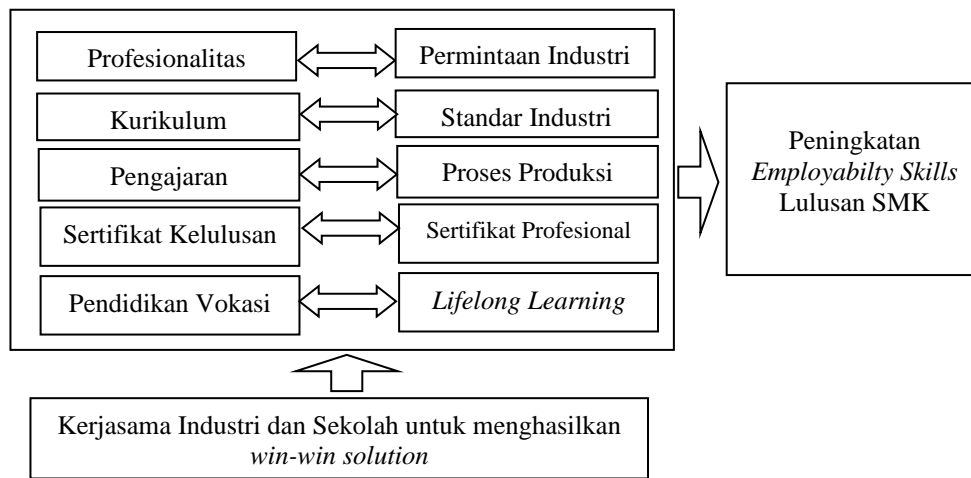 Profesionalitas
Permintaan Industri
Kurikulum
Standar Industri
Pengajaran
Proses Produksi
Sertifikat Kelulusan
Sertifikat Profesional
Pendidikan Vokasi
Lifelong Learning
Peningkatan
Employabilty Skills
Lulusan SMK
Kerjasama Industri dan Sekolah untuk menghasilkan
win-win solution